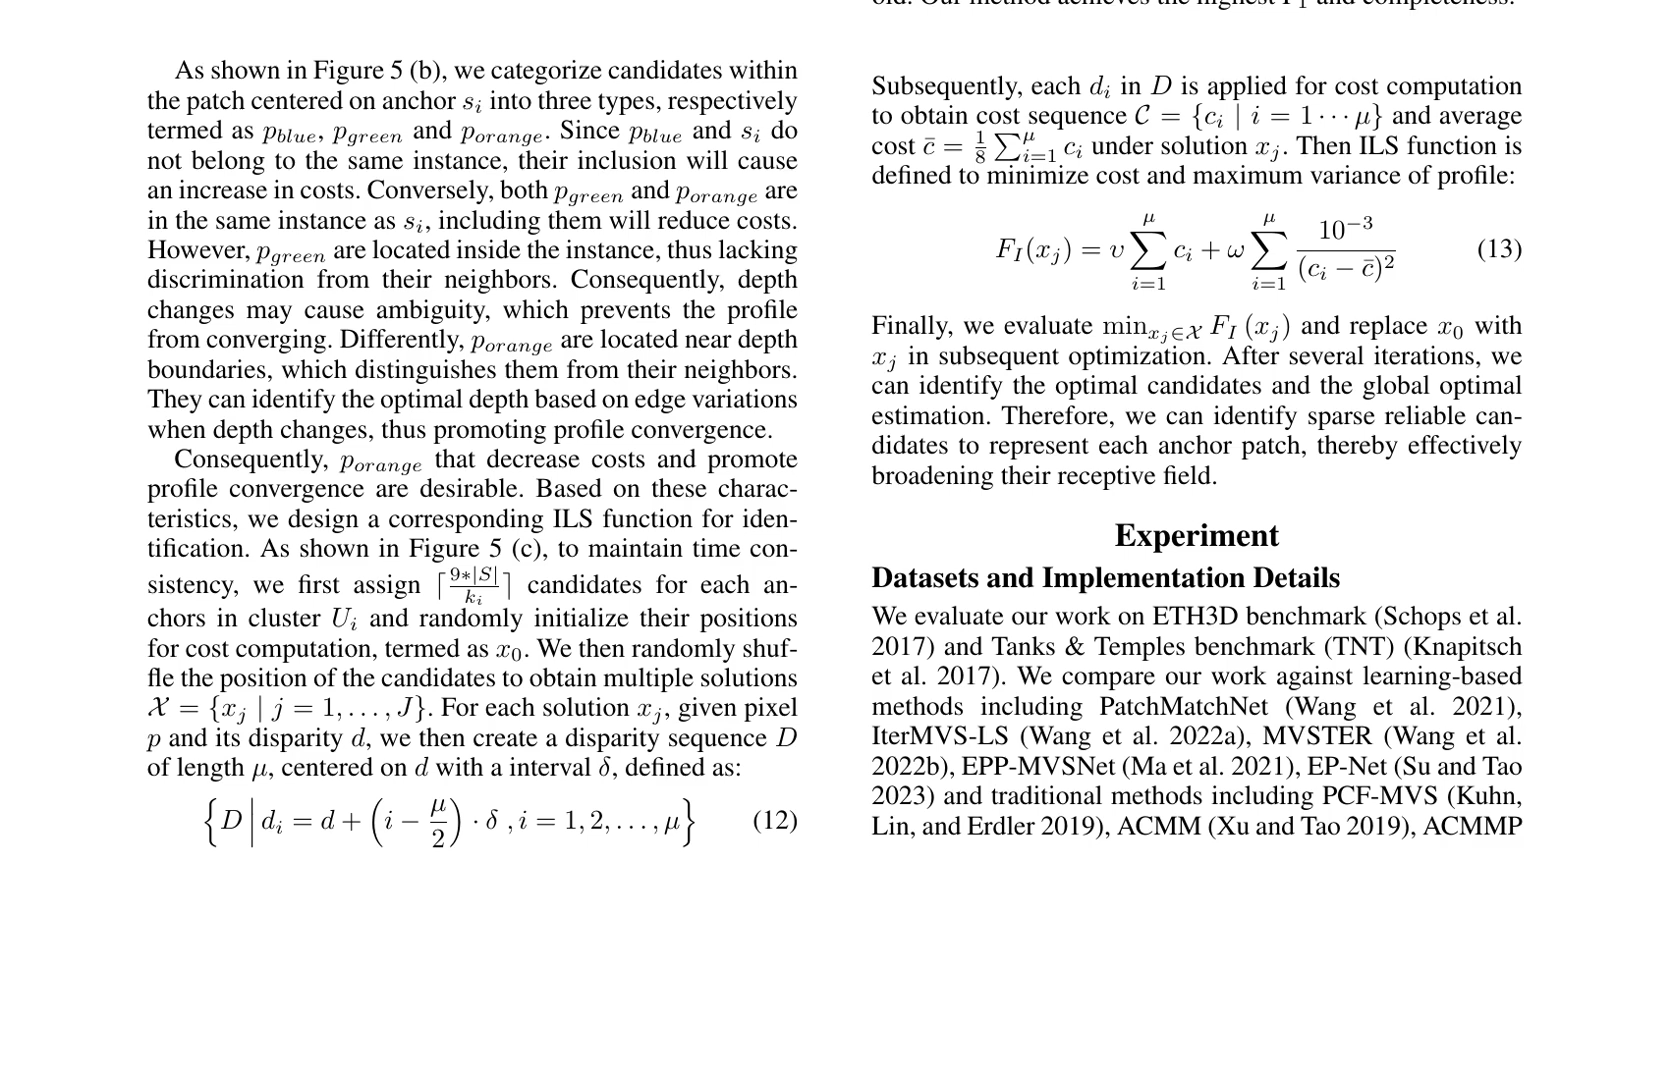 As shown in Figure 5 (b), we categorize candidates within
the patch centered on anchor s_i into three types, respectively
termed as p_blue, p_green and p_orange. Since p_blue and s_i do
not belong to the same instance, their inclusion will cause
an increase in costs. Conversely, both p_green and p_orange are
in the same instance as s_i, including them will reduce costs.
However, p_green are located inside the instance, thus lacking
discrimination from their neighbors. Consequently, depth
changes may cause ambiguity, which prevents the profile
from converging. Differently, p_orange are located near depth
boundaries, which distinguishes them from their neighbors.
They can identify the optimal depth based on edge variations
when depth changes, thus promoting profile convergence.
Consequently, p_orange that decrease costs and promote
profile convergence are desirable. Based on these charac-
teristics, we design a corresponding ILS function for iden-
tification. As shown in Figure 5 (c), to maintain time con-
sistency, we first assign ⌈9*|S|/k_i⌉ candidates for each an-
chors in cluster U_i and randomly initialize their positions
for cost computation, termed as x_0. We then randomly shuf-
fle the position of the candidates to obtain multiple solutions
𝒳 = {x_j | j = 1, . . . , J}. For each solution x_j, given pixel
p and its disparity d, we then create a disparity sequence D
of length μ, centered on d with a interval δ, defined as:
{D | d_i = d + (i − μ/2) · δ , i = 1, 2, . . . , μ} (12)
old. Our method achieves the highest F_1 and completeness.
Subsequently, each d_i in D is applied for cost computation
to obtain cost sequence 𝒞 = {c_i | i = 1 · · · μ} and average
cost c̄ = 1/8 ∑_{i=1}^μ c_i under solution x_j. Then ILS function is
defined to minimize cost and maximum variance of profile:
F_I(x_j) = υ ∑_{i=1}^μ c_i + ω ∑_{i=1}^μ 10^−3/(c_i − c̄)^2 (13)
Finally, we evaluate min_{x_j∈𝒳} F_I (x_j) and replace x_0 with
x_j in subsequent optimization. After several iterations, we
can identify the optimal candidates and the global optimal
estimation. Therefore, we can identify sparse reliable can-
didates to represent each anchor patch, thereby effectively
broadening their receptive field.
Experiment
Datasets and Implementation Details
We evaluate our work on ETH3D benchmark (Schops et al.
2017) and Tanks & Temples benchmark (TNT) (Knapitsch
et al. 2017). We compare our work against learning-based
methods including PatchMatchNet (Wang et al. 2021),
IterMVS-LS (Wang et al. 2022a), MVSTER (Wang et al.
2022b), EPP-MVSNet (Ma et al. 2021), EP-Net (Su and Tao
2023) and traditional methods including PCF-MVS (Kuhn,
Lin, and Erdler 2019), ACMM (Xu and Tao 2019), ACMMP